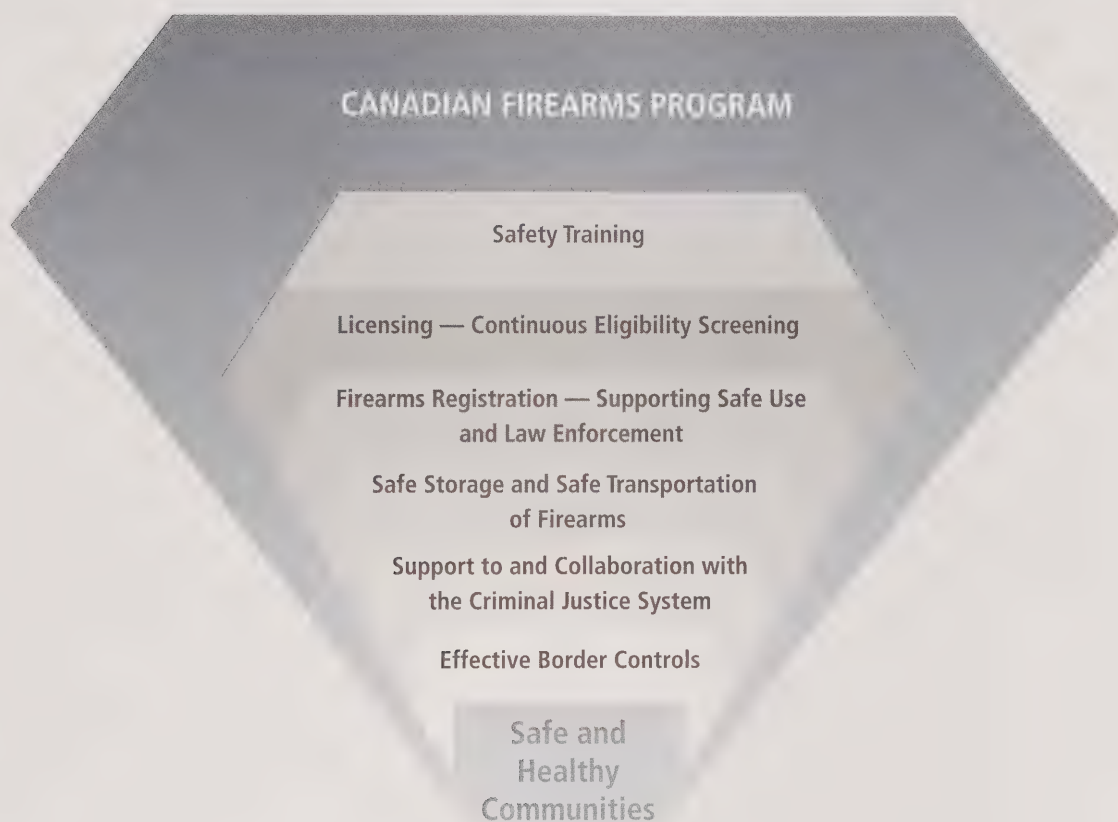 CANADIAN FIREARMS PROGRAM
Safety Training
Licensing — Continuous Eligibility Screening
Firearms Registration — Supporting Safe Use
and Law Enforcement
Safe Storage and Safe Transportation
of Firearms
Support to and Collaboration with
the Criminal Justice System
Effective Border Controls
Safe and
Healthy
Communities